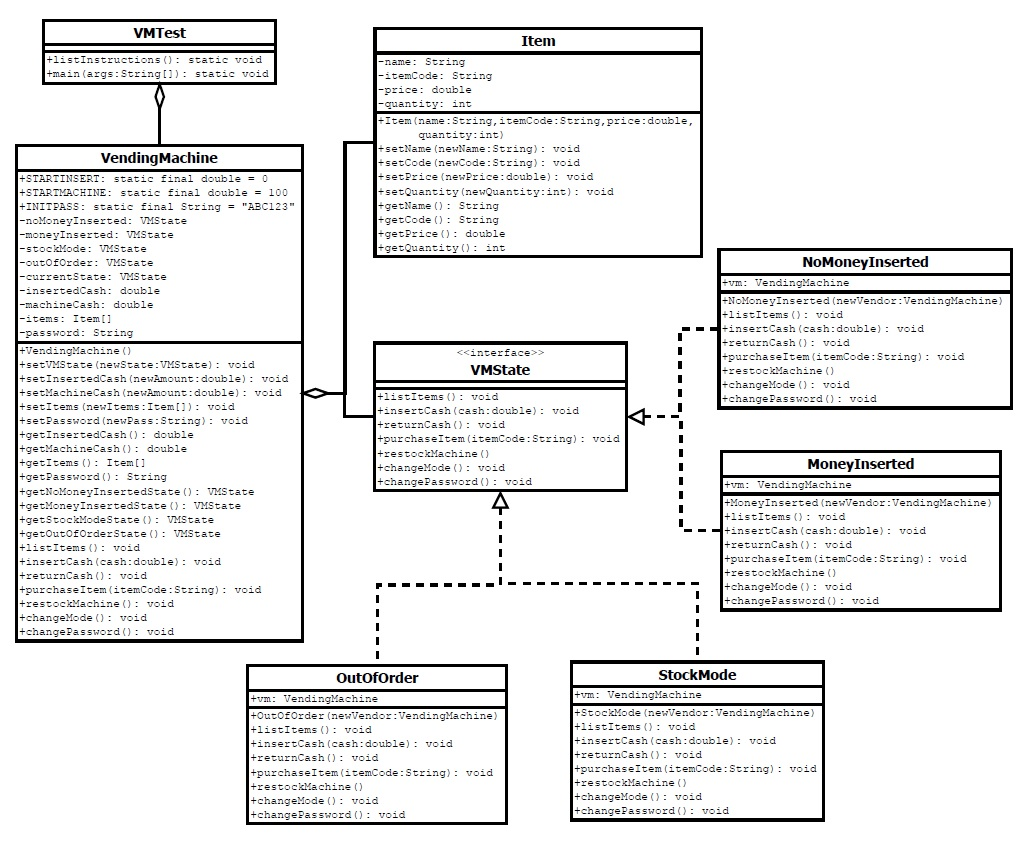 VMTest
+listInstructions(): static void
+main(args:String[]): static void
VendingMachine
+STARTINSERT: static final double = 0
+STARTMACHINE: static final double = 100
+INITPASS: static final String = "ABC123"
-noMoneyInserted: VMState
-moneyInserted: VMState
-stockMode: VMState
-outOfOrder: VMState
-currentState: VMState
-insertedCash: double
-machineCash: double
-items: Item[]
-password: String
+VendingMachine()
+setVMState(newState:VMState): void
+setInsertedCash(newAmount:double): void
+setMachineCash(newAmount:double): void
+setItems(newItems:Item[]): void
+setPassword(newPass:String): void
+getInsertedCash(): double
+getMachineCash(): double
+getItems(): Item[]
+getPassword(): String
+getNoMoneyInsertedState(): VMState
+getMoneyInsertedState(): VMState
+getStockModeState(): VMState
+getOutOfOrderState(): VMState
+listItems(): void
+insertCash(cash:double): void
+returnCash(): void
+purchaseItem(itemCode:String): void
+restockMachine(): void
+changeMode(): void
+changePassword(): void
Item
-name: String
-itemCode: String
-price: double
-quantity: int
+Item(name:String,itemCode:String,price:double,
quantity:int)
+setName(newName:String): void
+setCode(newCode:String): void
+setPrice(newPrice:double): void
+setQuantity(newQuantity:int): void
+getName(): String
+getCode(): String
+getPrice(): double
+getQuantity(): int
<<interface>>
VMState
+listItems(): void
+insertCash(cash:double): void
+returnCash(): void
+purchaseItem(itemCode:String): void
+restockMachine()
+changeMode(): void
+changePassword(): void
NoMoneyInserted
+vm: VendingMachine
+NoMoneyInserted(newVendor:VendingMachine)
+listItems(): void
+insertCash(cash:double): void
+returnCash(): void
+purchaseItem(itemCode:String): void
+restockMachine()
+changeMode(): void
+changePassword(): void
MoneyInserted
+vm: VendingMachine
+MoneyInserted(newVendor:VendingMachine)
+listItems(): void
+insertCash(cash:double): void
+returnCash(): void
+purchaseItem(itemCode:String): void
+restockMachine()
+changeMode(): void
+changePassword(): void
OutOfOrder
+vm: VendingMachine
+OutOfOrder(newVendor:VendingMachine)
+listItems(): void
+insertCash(cash:double): void
+returnCash(): void
+purchaseItem(itemCode:String): void
+restockMachine()
+changeMode(): void
+changePassword(): void
StockMode
+vm: VendingMachine
+StockMode(newVendor:VendingMachine)
+listItems(): void
+insertCash(cash:double): void
+returnCash(): void
+purchaseItem(itemCode:String): void
+restockMachine()
+changeMode(): void
+changePassword(): void